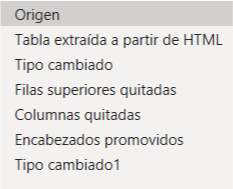 Origen
Tabla extraída a partir de HTML
Tipo cambiado
Filas superiores quitadas
Columnas quitadas
Encabezados promovidos
Tipo cambiado1